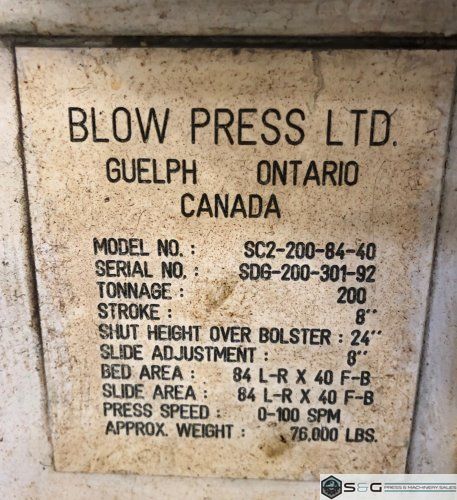 BLOW PRESS LTD.
GUELPH ONTARIO
CANADA
MODEL NO. : SC2-200-84-40
SERIAL NO. : SDG-200-301-92
TONNAGE : 200
STROKE : 8"
SHUT HEIGHT OVER BOLSTER : 24"
SLIDE ADJUSTMENT : 8"
BED AREA : 84 L-R X 40 F-B
SLIDE AREA : 84 L-R X 40 F-B
PRESS SPEED : 0-100 SPM
APPROX. WEIGHT : 76,000 LBS.
S&G PRESS & MACHINERY SALES